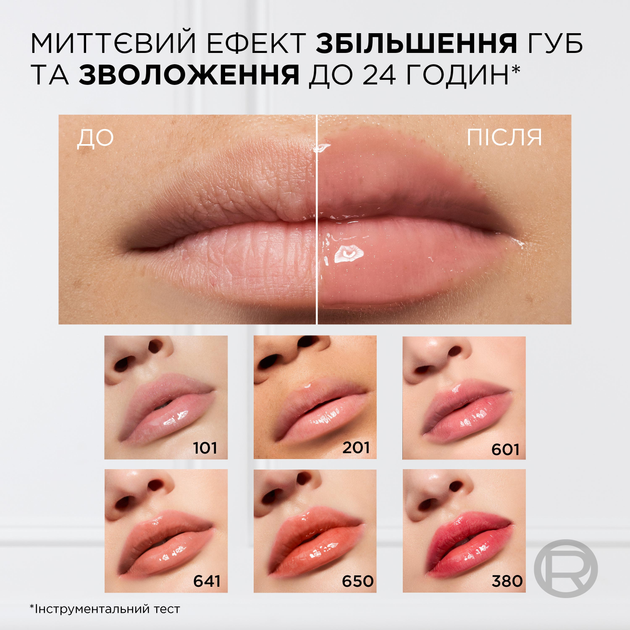 МИТТЄВИЙ ЕФЕКТ ЗБІЛЬШЕННЯ ГУБ
ТА ЗВОЛОЖЕННЯ ДО 24 ГОДИН*
ДО
ПІСЛЯ
101
201
601
641
650
380
R
*Інструментальний тест